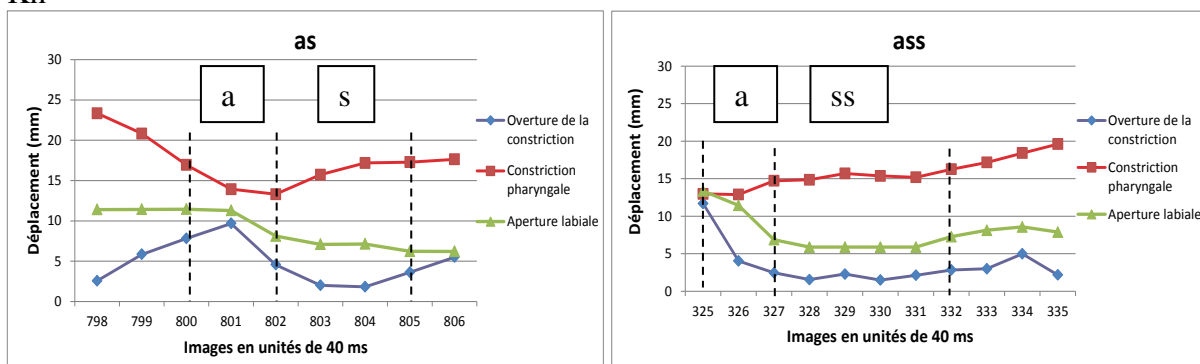 as
30
25
20
15
10
5
0
Déplacement (mm)
a
s
798 799 800 801 802 803 804 805 806
Images en unités de 40 ms
Overture de la
constriction
Constriction
pharyngale
Aperture labiale
ass
30
25
20
15
10
5
0
Déplacement (mm)
a
ss
325 326 327 328 329 330 331 332 333 334 335
Images en unités de 40 ms
Overture de la
constriction
Constriction
pharyngale
Aperture labiale